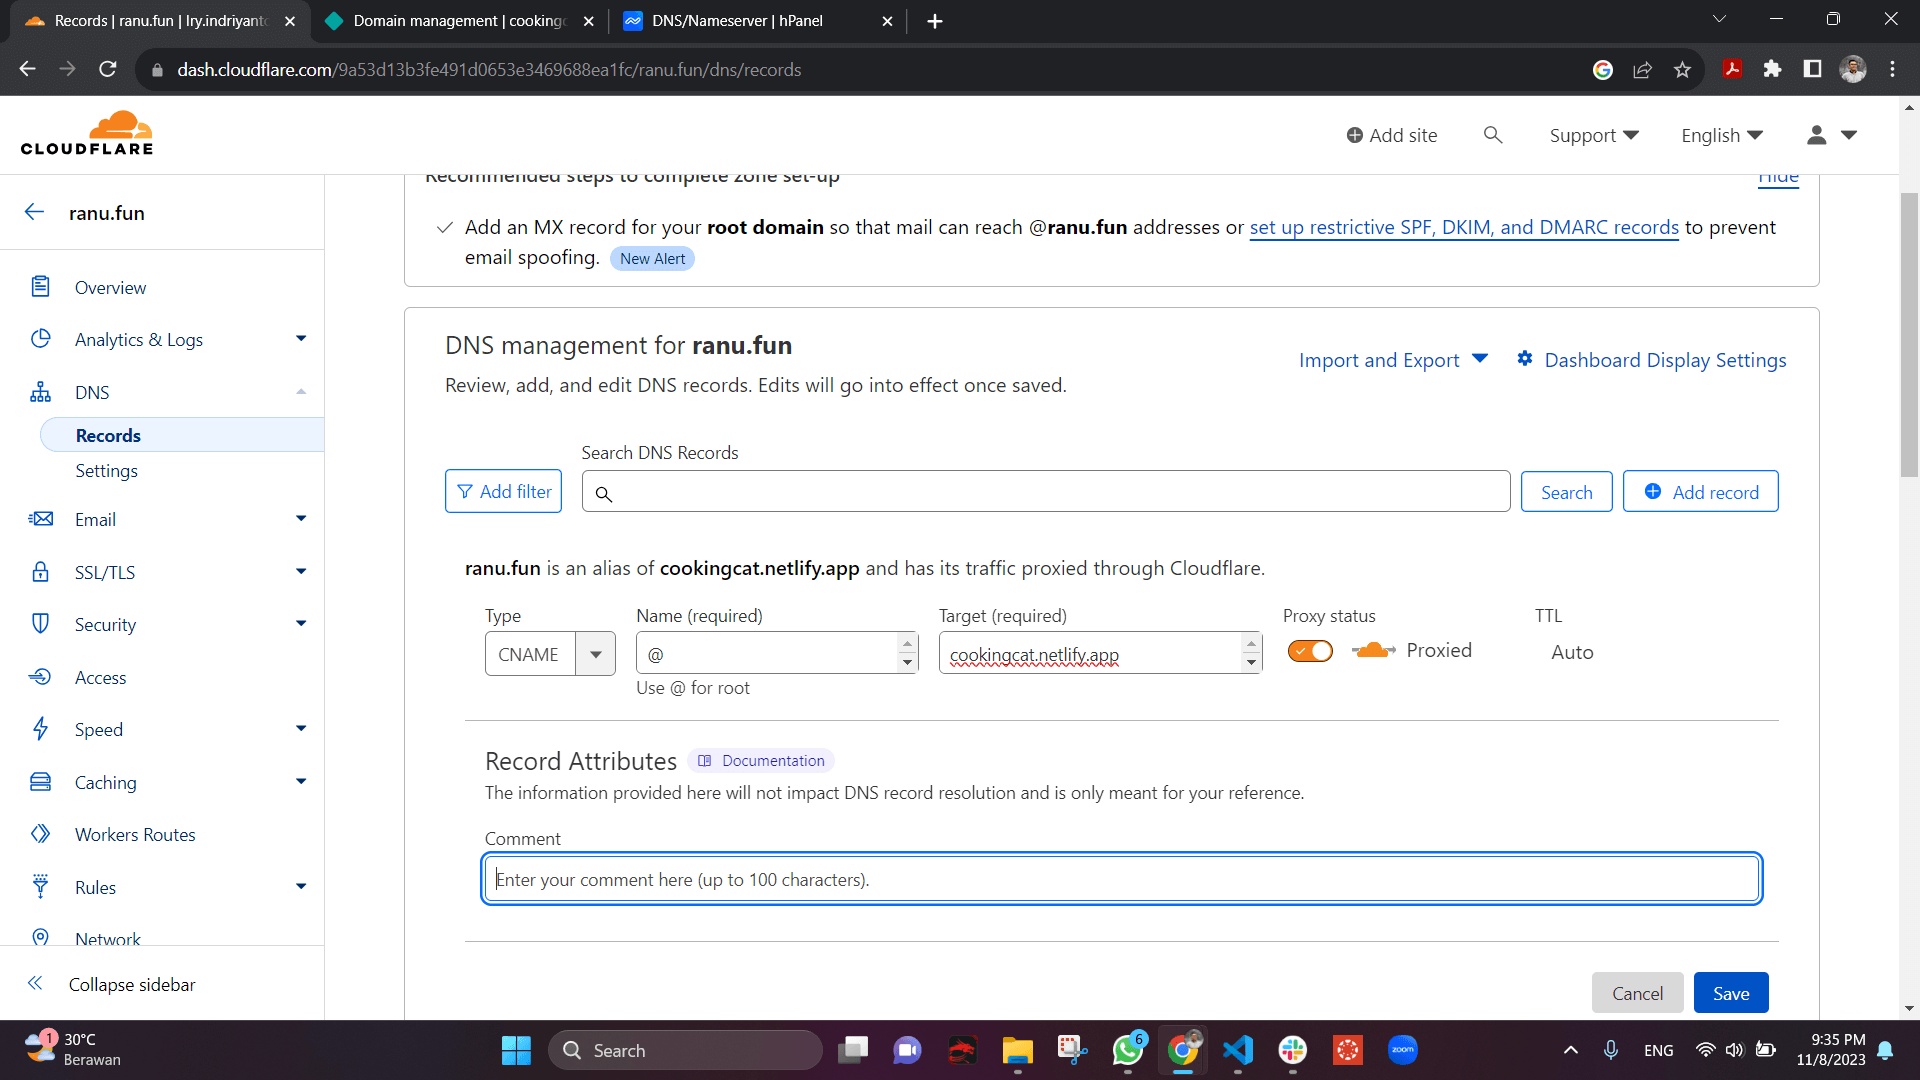 Records | ranu.fun | Iry.indriyanto
Domain management | cooking
DNS/Nameserver | hPanel
dash.cloudflare.com/9a53d13b3fe491d0653e3469688ea1fc/ranu.fun/dns/records
CLOUDFLARE
Add site
Support
English
ranu.fun
Overview
Analytics & Logs
DNS
Records
Settings
Email
SSL/TLS
Security
Access
Speed
Caching
Workers Routes
Rules
Network
Collapse sidebar
Recommended steps to complete zone set-up
Hide
Add an MX record for your root domain so that mail can reach @ranu.fun addresses or set up restrictive SPF, DKIM, and DMARC records to prevent
email spoofing. New Alert
DNS management for ranu.fun
Review, add, and edit DNS records. Edits will go into effect once saved.
Import and Export
Dashboard Display Settings
Search DNS Records
Add filter
Search
Add record
ranu.fun is an alias of cookingcat.netlify.app and has its traffic proxied through Cloudflare.
Type
Name (required)
Target (required)
Proxy status
TTL
CNAME
@
cookingcat.netlify.app
Proxied
Auto
Use @ for root
Record Attributes
Documentation
The information provided here will not impact DNS record resolution and is only meant for your reference.
Comment
Enter your comment here (up to 100 characters).
Cancel
Save
1
30°C
Berawan
Search
6
zoom
ENG
9:35 PM
11/8/2023